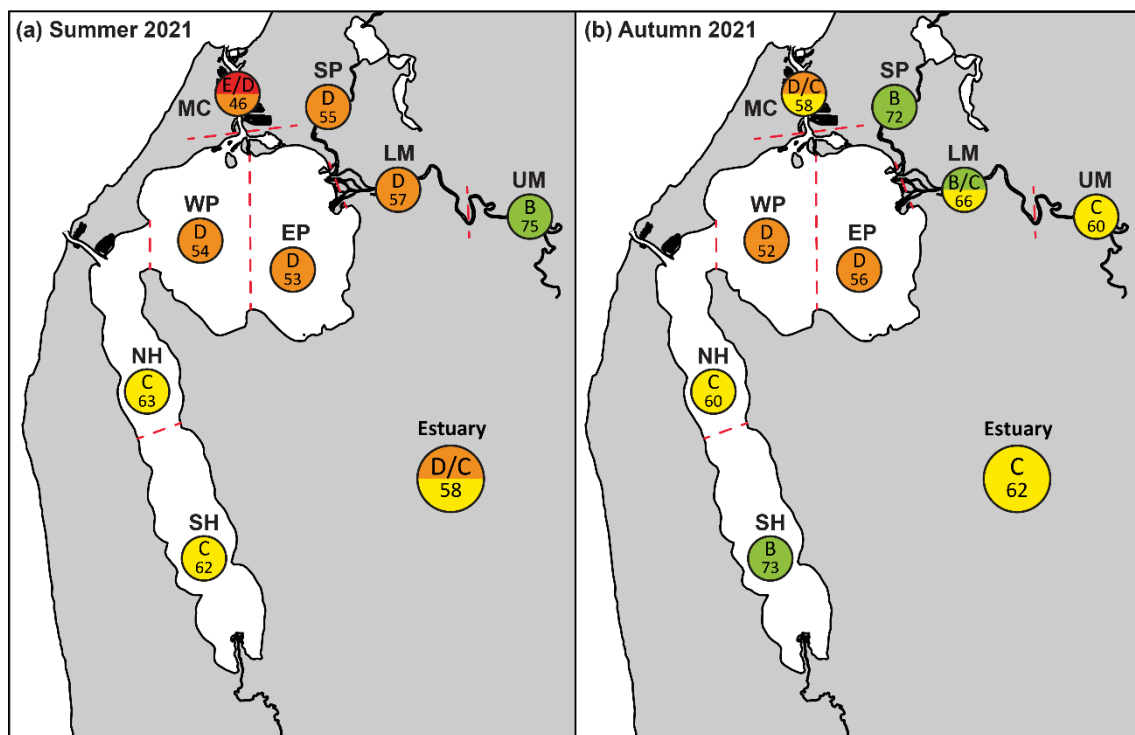 (a) Summer 2021
MC
E/D
46
SP
D
55
LM
D
57
UM
B
75
WP
D
54
EP
D
53
NH
C
63
SH
C
62
Estuary
D/C
58
(b) Autumn 2021
MC
D/C
58
SP
B
72
LM
B/C
66
UM
C
60
WP
D
52
EP
D
56
NH
C
60
SH
B
73
Estuary
C
62